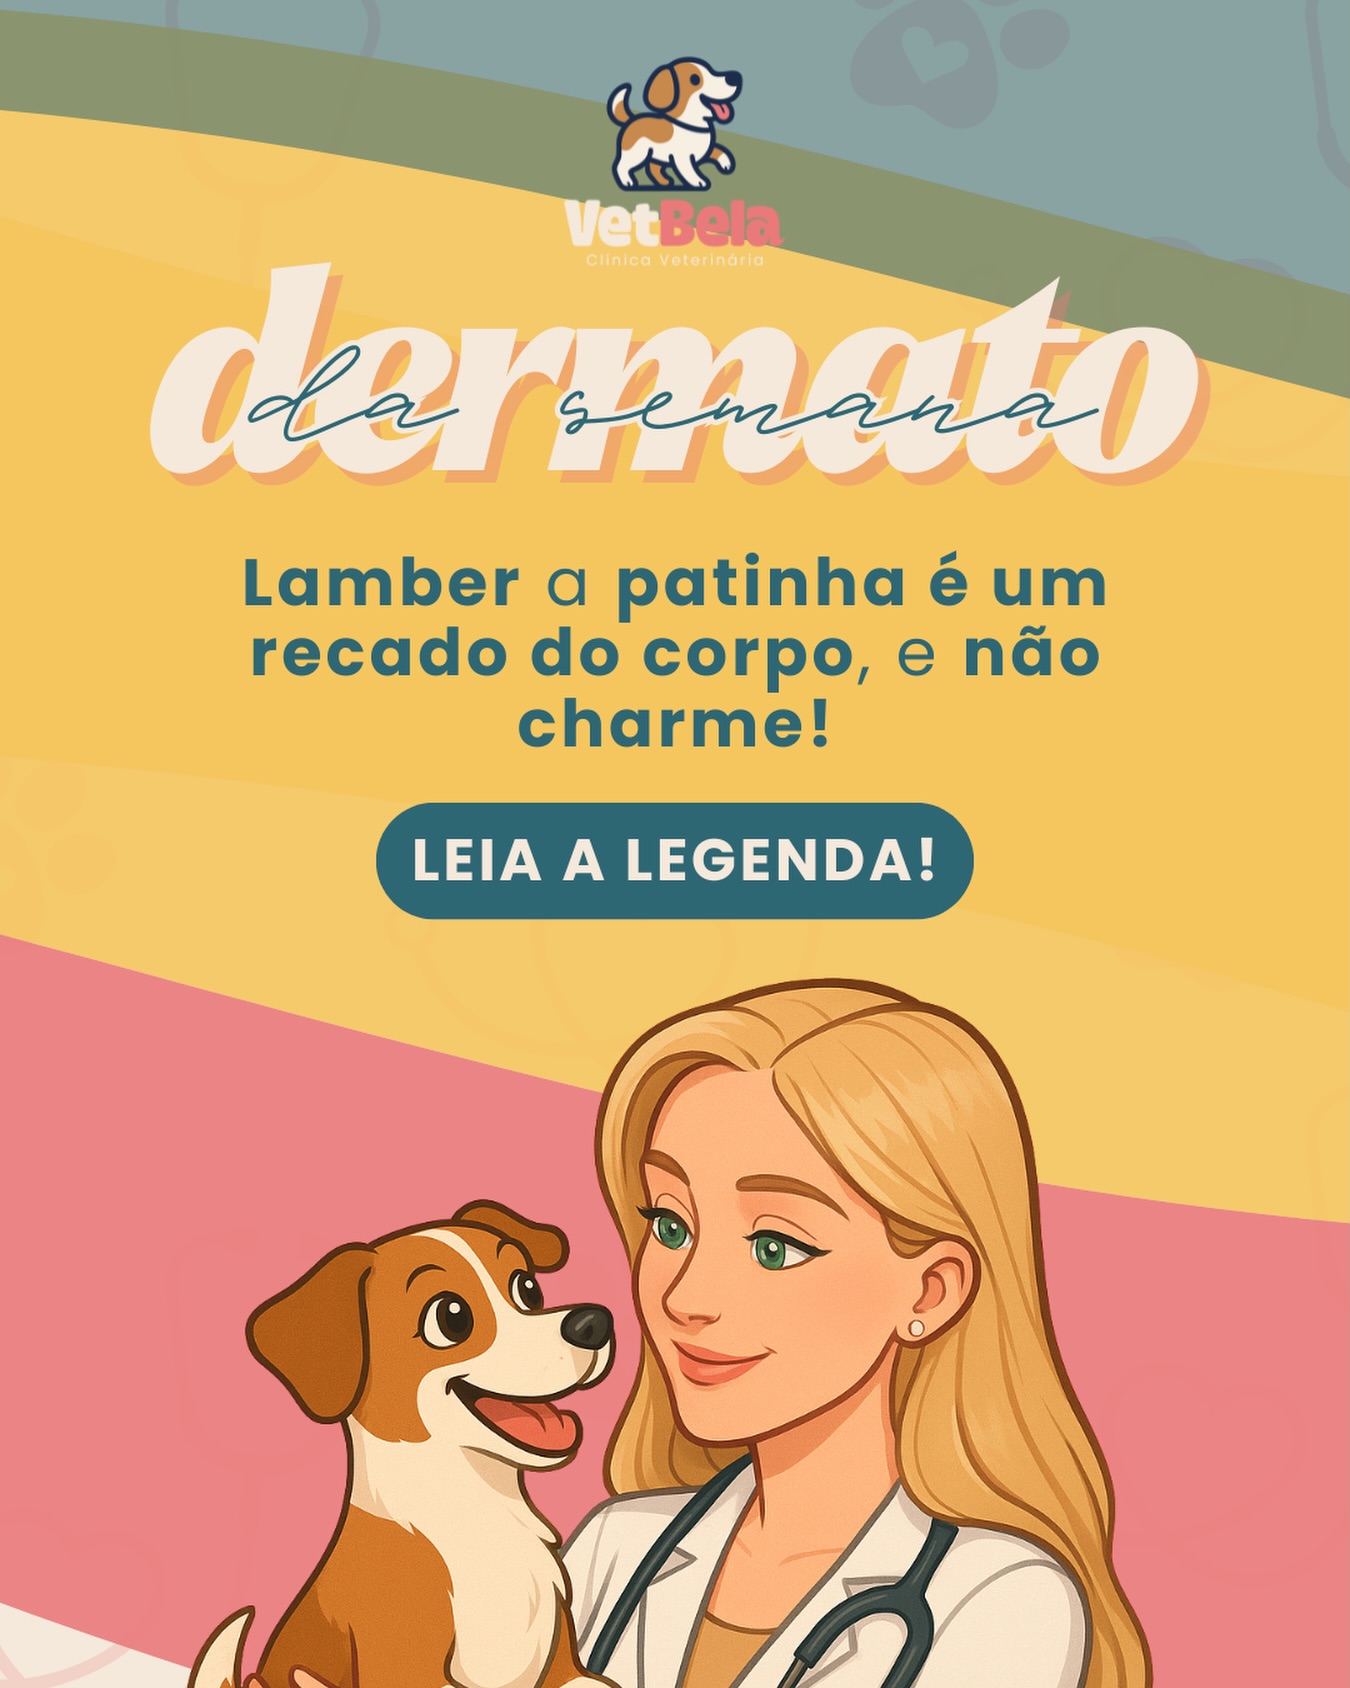 VetBela
Clínica Veterinária
dermato
da semana
Lamber a patinha é um
recado do corpo, e não
charme!
LEIA A LEGENDA!